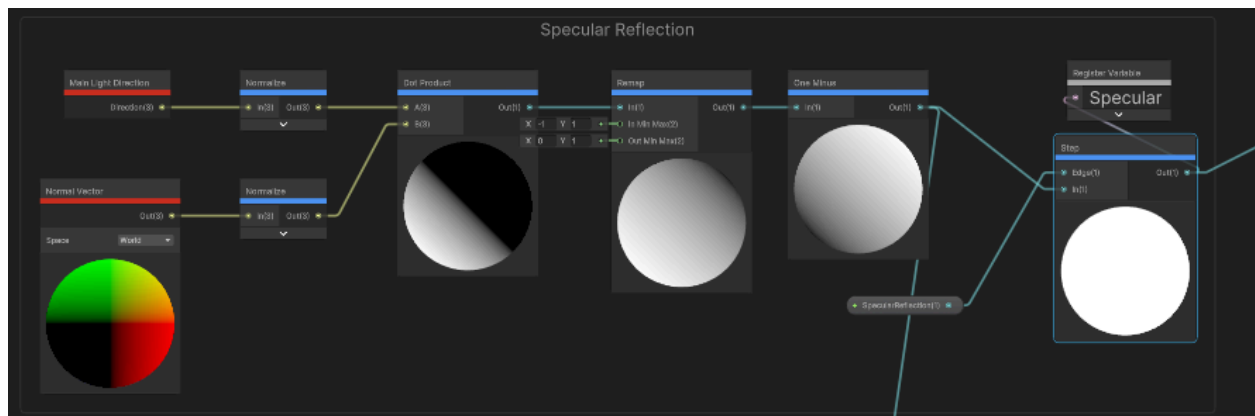 Specular Reflection
Main Light Direction
Direction(3)
Normalize
In(3) Out(3)
Dot Product
A(3) Out(1)
B(3)
Remap
In(1) Out(1)
X -1 Y 1 In Min Max(2)
X 0 Y 1 Out Min Max(2)
One Minus
In(1) Out(1)
Register Variable
Specular
Step
Edge(1) Out(1)
In(1)
Normal Vector
Out(3)
Space World
Normalize
In(3) Out(3)
SpecularReflection(1)